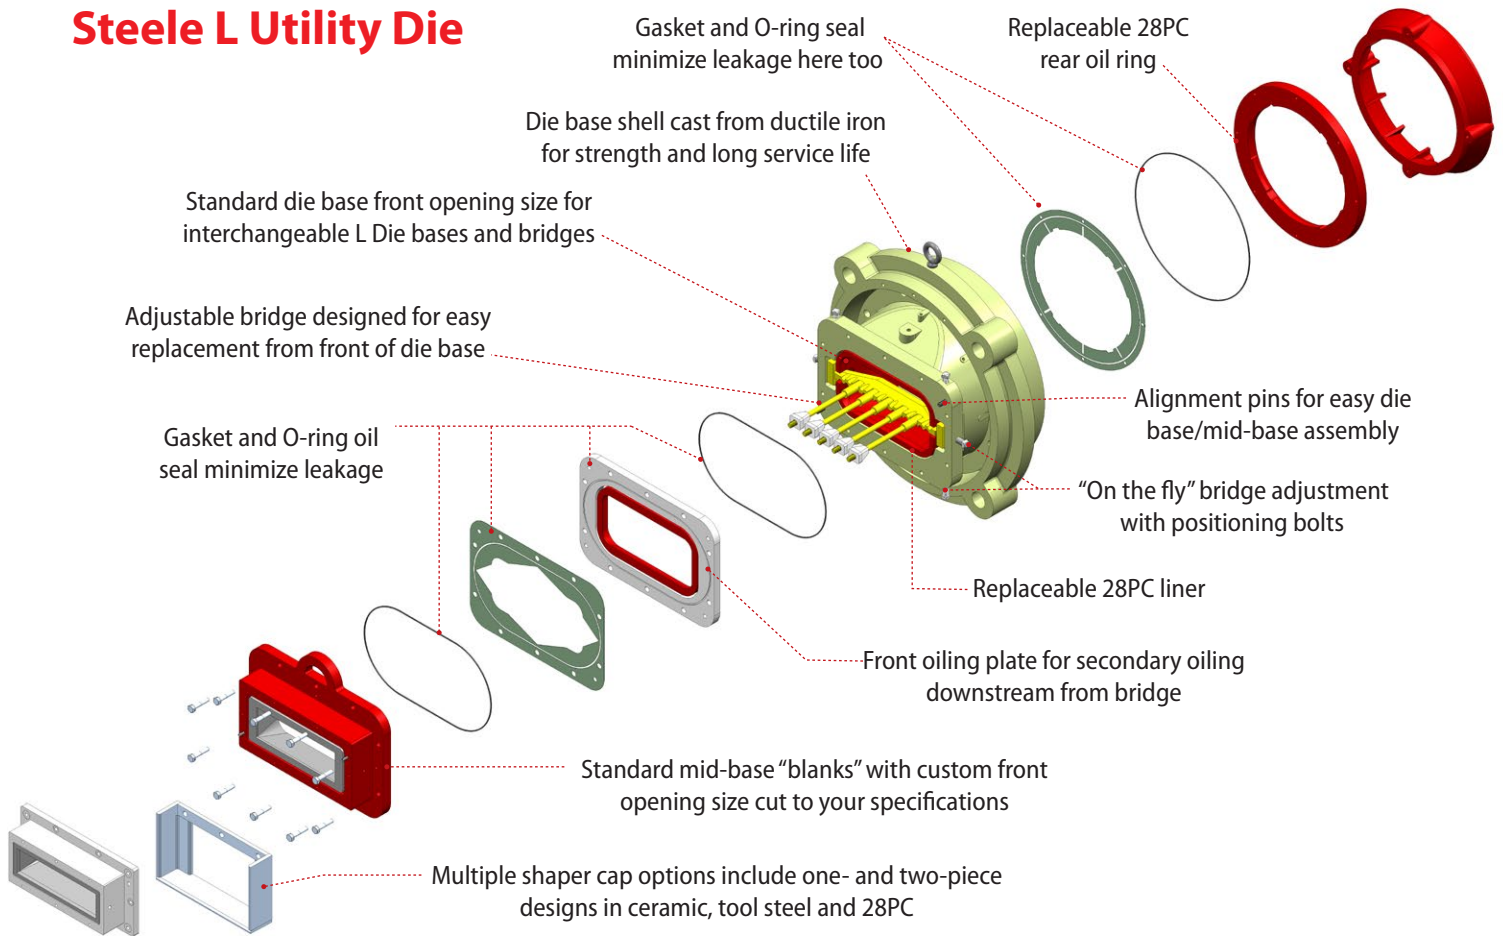 Steele L Utility Die
Gasket and O-ring seal
minimize leakage here too
Replaceable 28PC
rear oil ring
Die base shell cast from ductile iron
for strength and long service life
Standard die base front opening size for
interchangeable L Die bases and bridges
Adjustable bridge designed for easy
replacement from front of die base
Alignment pins for easy die
base/mid-base assembly
Gasket and O-ring oil
seal minimize leakage
“On the fly” bridge adjustment
with positioning bolts
Replaceable 28PC liner
Front oiling plate for secondary oiling
downstream from bridge
Standard mid-base “blanks” with custom front
opening size cut to your specifications
Multiple shaper cap options include one- and two-piece
designs in ceramic, tool steel and 28PC